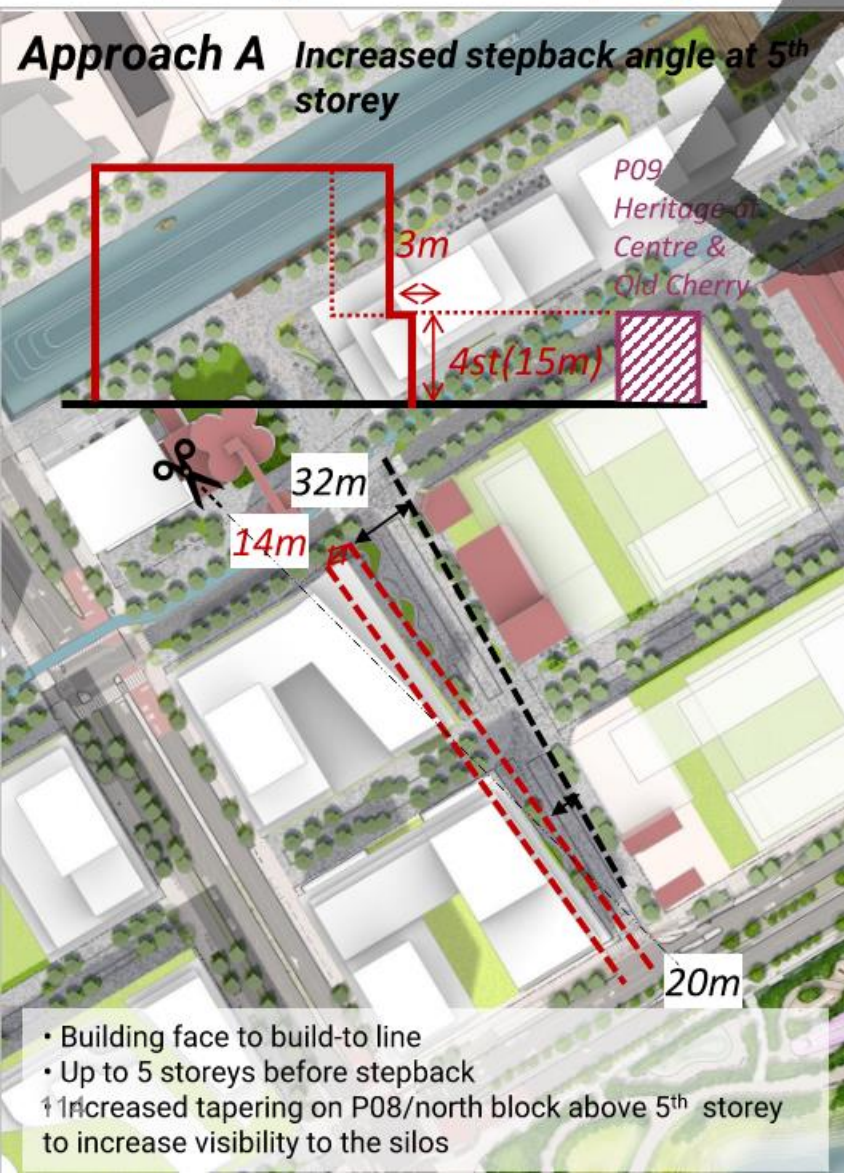 Approach A Increased stepback angle at 5th
storey
P09
Heritage at
Centre &
Old Cherry
3m
4st(15m)
32m
14m
20m
• Building face to build-to line
• Up to 5 storeys before stepback
• Increased tapering on P08/north block above 5th storey
114
to increase visibility to the silos